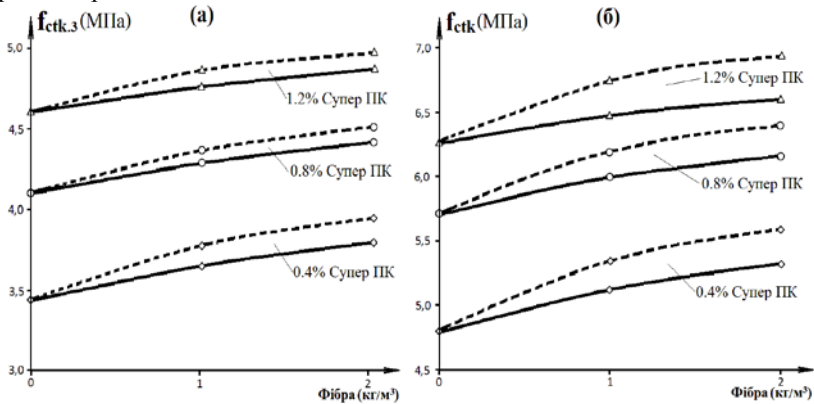 f_ctk.3 (МПа)
(а)
5,0
4,5
4,0
3,5
3,0
0
1
2
1.2% Супер ПК
0.8% Супер ПК
0.4% Супер ПК
Фібра (кг/м³)
f_ctk (МПа)
(б)
7,0
6,5
6,0
5,5
5,0
4,5
0
1
2
1.2% Супер ПК
0.8% Супер ПК
0.4% Супер ПК
Фібра (кг/м³)